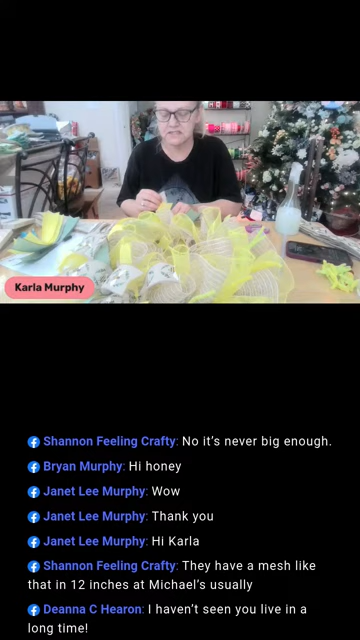 Karla Murphy
Shannon Feeling Crafty: No it's never big enough.
Bryan Murphy: Hi honey
Janet Lee Murphy: Wow
Janet Lee Murphy: Thank you
Janet Lee Murphy: Hi Karla
Shannon Feeling Crafty: They have a mesh like
that in 12 inches at Michael's usually
Deanna C Hearon: I haven't seen you live in a
long time!